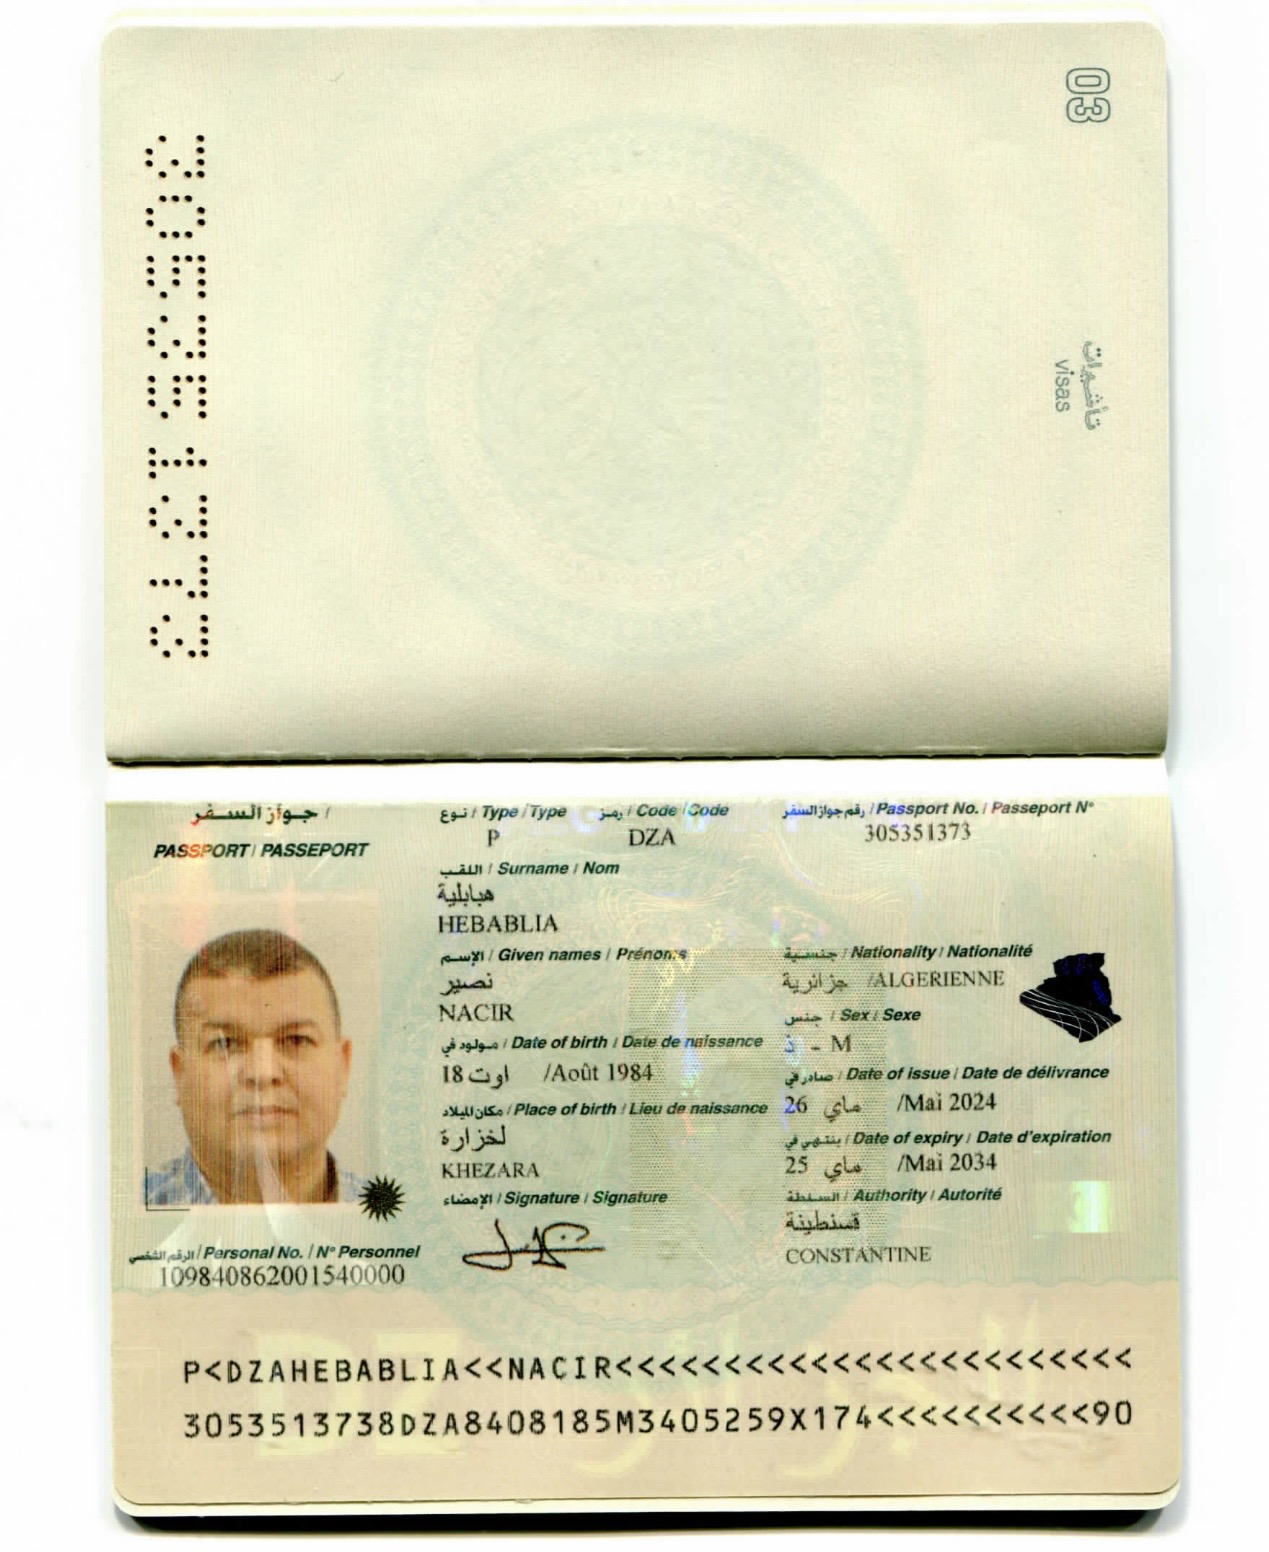 03
تأشيرات
visas
305351373
جواز السفر /
PASSPORT / PASSEPORT
نوع / Type / Type
رمز / Code / Code
رقم جواز السفر / Passport No. / Passeport N°
P
DZA
305351373
اللقب / Surname / Nom
هبابلية
HEBABLIA
الإسم / Given names / Prénoms
نصير
NACIR
جنسية / Nationality / Nationalité
جزائرية /ALGERIENNE
جنس / Sex / Sexe
ذ - M
مولود في / Date of birth / Date de naissance
18 اوت /Août 1984
صادر في / Date of issue / Date de délivrance
26 ماي /Mai 2024
مكان الميلاد / Place of birth / Lieu de naissance
لخزارة
KHEZARA
ينتهي في / Date of expiry / Date d'expiration
25 ماي /Mai 2034
الإمضاء / Signature / Signature
السلطة / Authority / Autorité
قسنطينة
CONSTANTINE
الرقم الشخصي / Personal No. / N° Personnel
109840862001540000
P<DZAHEBABLIA<<NACIR<<<<<<<<<<<<<<<<<<<<<<<<
3053513738DZA8408185M3405259X174<<<<<<<<<<90